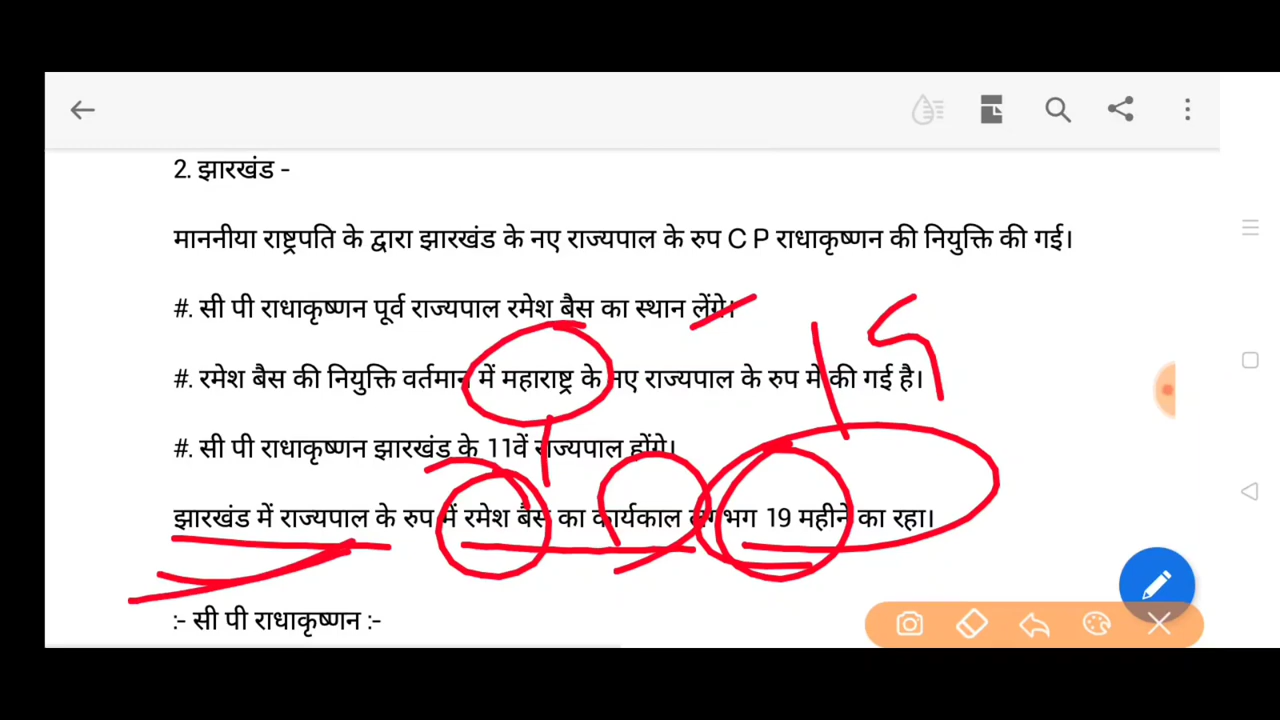 2. झारखंड -
माननीया राष्ट्रपति के द्वारा झारखंड के नए राज्यपाल के रुप C P राधाकृष्णन की नियुक्ति की गई।
#. सी पी राधाकृष्णन पूर्व राज्यपाल रमेश बैस का स्थान लेंगे।
#. रमेश बैस की नियुक्ति वर्तमान में महाराष्ट्र के नए राज्यपाल के रुप मे की गई है।
#. सी पी राधाकृष्णन झारखंड के 11वें राज्यपाल होंगे।
झारखंड में राज्यपाल के रुप में रमेश बैस का कार्यकाल लगभग 19 महीने का रहा।
:- सी पी राधाकृष्णन :-